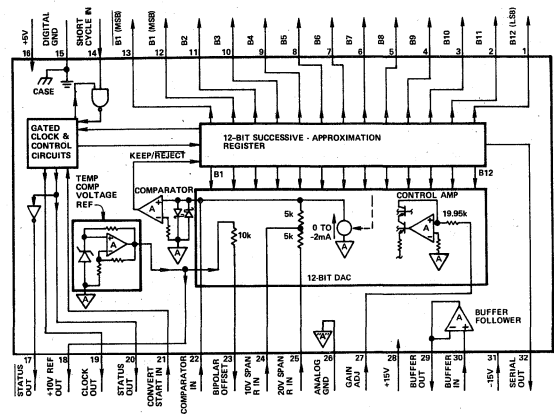 +5V
DIGITAL GND
SHORT CYCLE IN
B1 (MSB)
B1 (MSB)
B2
B3
B4
B5
B6
B7
B8
B9
B10
B11
B12 (LSB)
16 15 14 13 12 11 10 9 8 7 6 5 4 3 2 1
CASE
GATED CLOCK & CONTROL CIRCUITS
12-BIT SUCCESSIVE - APPROXIMATION REGISTER
KEEP/REJECT
B1
B12
TEMP COMP VOLTAGE REF
COMPARATOR
CONTROL AMP
A
A
A
A
A
A
A
A
10k
5k
5k
0 TO -2mA
19.95k
12-BIT DAC
"A"
A
BUFFER FOLLOWER
17 18 19 20 21 22 23 24 25 26 27 28 29 30 31 32
STATUS OUT
+10V REF OUT
CLOCK OUT
STATUS OUT
CONVERT START IN
COMPARATOR IN
BIPOLAR OFFSET
10V SPAN R IN
20V SPAN R IN
ANALOG GND
GAIN ADJ
+15V
BUFFER OUT
BUFFER IN
-15V
SERIAL OUT